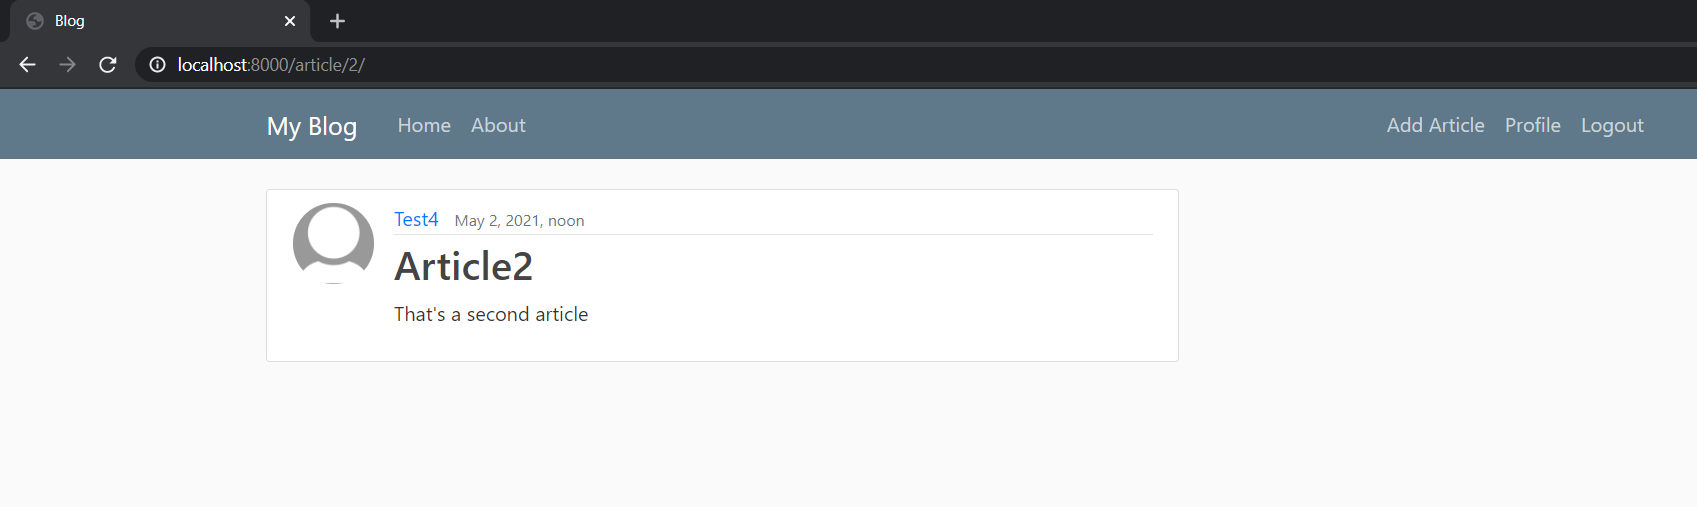 Blog
localhost:8000/article/2/
My Blog Home About Add Article Profile Logout
Test4 May 2, 2021, noon
Article2
That's a second article